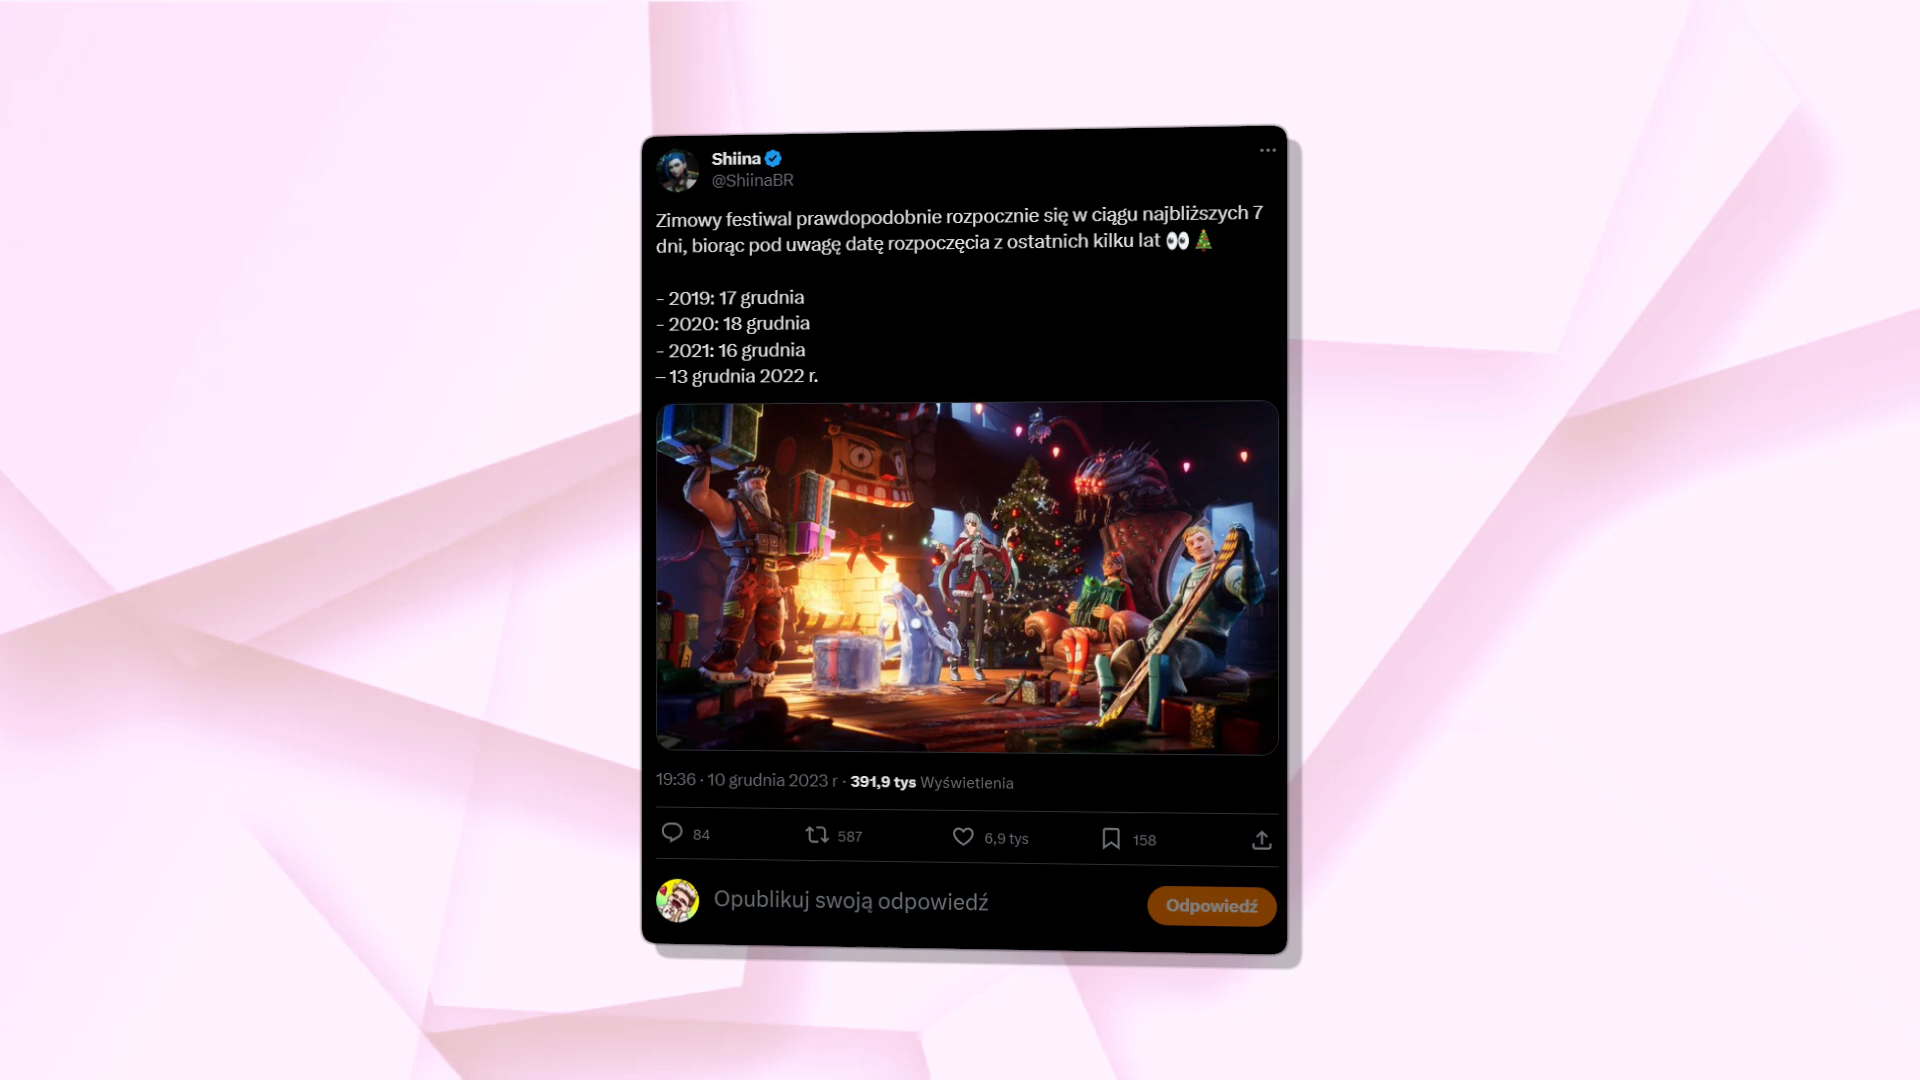 Shiina
@ShiinaBR
Zimowy festiwal prawdopodobnie rozpocznie się w ciągu najbliższych 7
dni, biorąc pod uwagę datę rozpoczęcia z ostatnich kilku lat 👀🎄
- 2019: 17 grudnia
- 2020: 18 grudnia
- 2021: 16 grudnia
– 13 grudnia 2022 r.
19:36 · 10 grudnia 2023 r · 391,9 tys Wyświetlenia
84 587 6,9 tys 158
Opublikuj swoją odpowiedź Odpowiedź